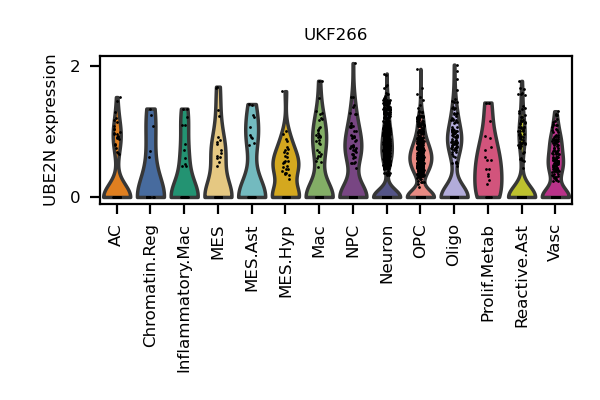 UKF266
UBE2N expression
2
0
AC
Chromatin.Reg
Inflammatory.Mac
MES
MES.Ast
MES.Hyp
Mac
NPC
Neuron
OPC
Oligo
Prolif.Metab
Reactive.Ast
Vasc